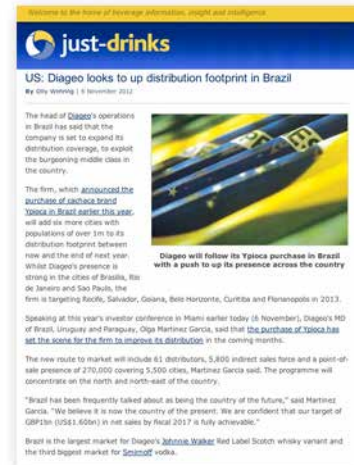 Welcome to the home of beverage information, insight and intelligence
just-drinks
US: Diageo looks to up distribution footprint in Brazil
By Olly Wehring | 6 November 2012
The head of Diageo's operations
in Brazil has said that the
company is set to expand its
distribution coverage, to exploit
the burgeoning middle class in
the country.
The firm, which announced the
purchase of cachaca brand
Ypioca in Brazil earlier this year,
will add six more cities with
populations of over 1m to its
distribution footprint between
now and the end of next year.
Whilst Diageo's presence is
strong in the cities of Brasilia, Rio
de Janeiro and Sao Paulo, the
firm is targeting Recife, Salvador, Goiana, Belo Horizonte, Curitiba and Florianopolis in 2013.
Diageo will follow its Ypioca purchase in Brazil
with a push to up its presence across the country
Speaking at this year's investor conference in Miami earlier today (6 November), Diageo's MD
of Brazil, Uruguay and Paraguay, Olga Martinez Garcia, said that the purchase of Ypioca has
set the scene for the firm to improve its distribution in the coming months.
The new route to market will include 61 distributors, 5,800 indirect sales force and a point-of-
sale presence of 270,000 covering 5,500 cities, Martinez Garcia said. The programme will
concentrate on the north and north-east of the country.
"Brazil has been frequently talked about as being the country of the future," said Martinez
Garcia. "We believe it is now the country of the present. We are confident that our target of
GBP1bn (US$1.60bn) in net sales by fiscal 2017 is fully achievable."
Brazil is the largest market for Diageo's Johnnie Walker Red Label Scotch whisky variant and
the third biggest market for Smirnoff vodka.